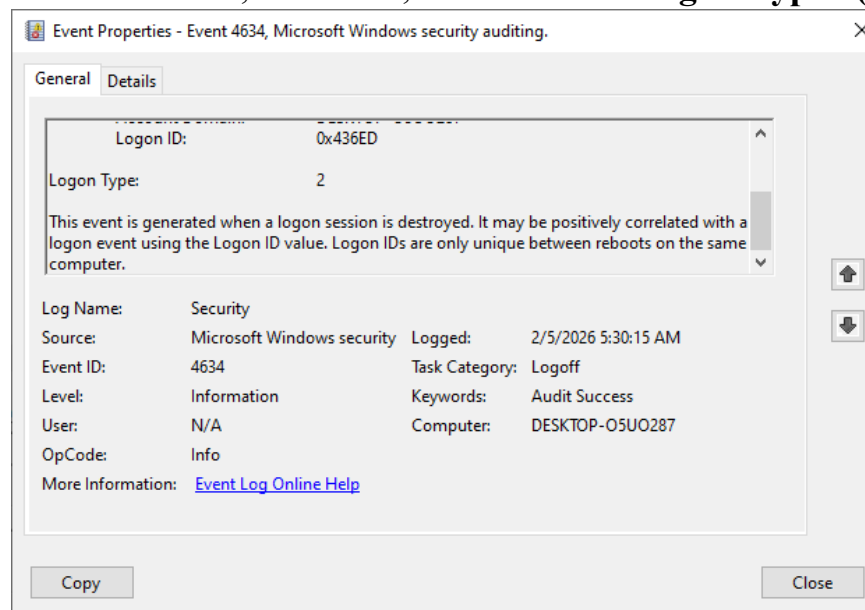 Event Properties - Event 4634, Microsoft Windows security auditing.
General Details
Logon ID: 0x436ED
Logon Type: 2
This event is generated when a logon session is destroyed. It may be positively correlated with a
logon event using the Logon ID value. Logon IDs are only unique between reboots on the same
computer.
Log Name: Security
Source: Microsoft Windows security Logged: 2/5/2026 5:30:15 AM
Event ID: 4634 Task Category: Logoff
Level: Information Keywords: Audit Success
User: N/A Computer: DESKTOP-O5UO287
OpCode: Info
More Information: Event Log Online Help
Copy Close